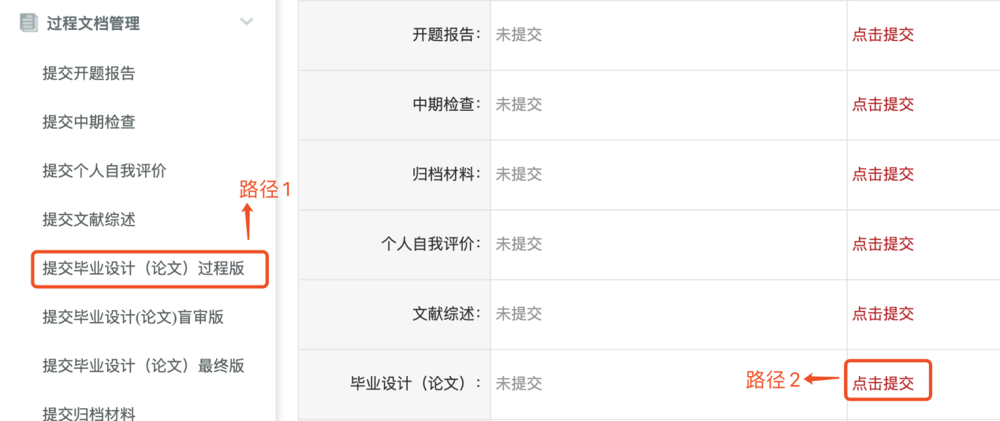 过程文档管理
提交开题报告
提交中期检查
提交个人自我评价
路径1
提交文献综述
提交毕业设计（论文）过程版
提交毕业设计(论文)盲审版
提交毕业设计（论文）最终版
提交归档材料
开题报告： 未提交 点击提交
中期检查： 未提交 点击提交
归档材料： 未提交 点击提交
个人自我评价： 未提交 点击提交
文献综述： 未提交 点击提交
毕业设计（论文）： 未提交 路径2 点击提交